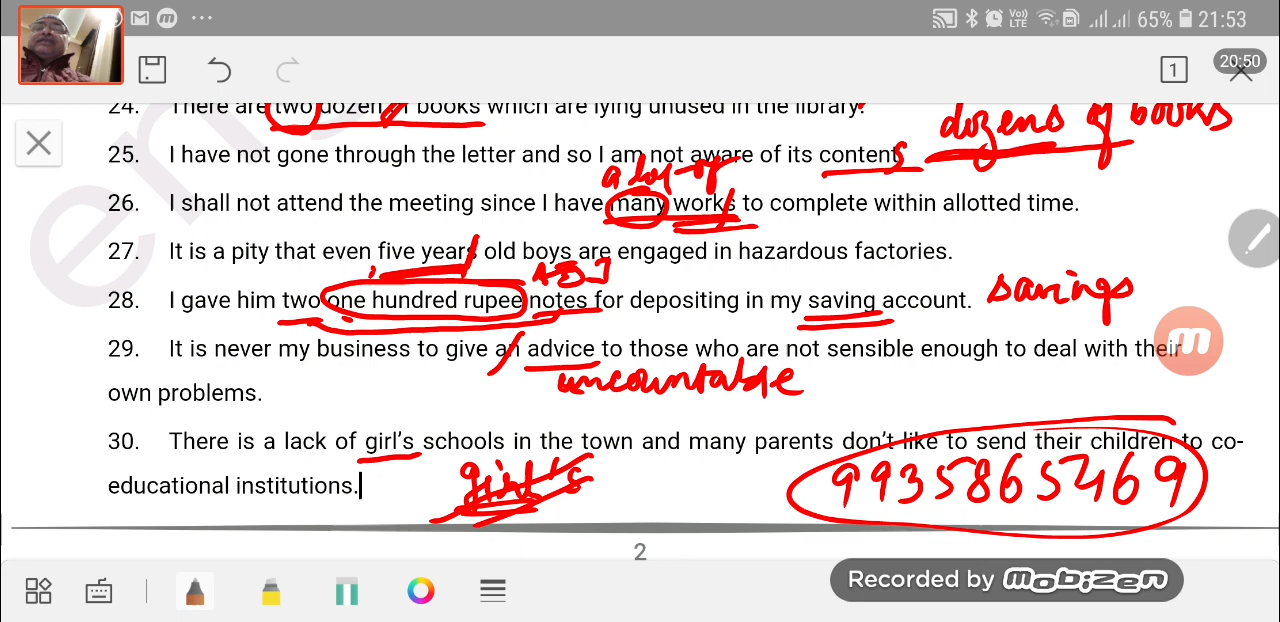 65% 21:53
1 20:50
24. There are two dozen books which are lying unused in the library.
dozens of books
25. I have not gone through the letter and so I am not aware of its contents
a lot of
26. I shall not attend the meeting since I have many works to complete within allotted time.
27. It is a pity that even five years old boys are engaged in hazardous factories.
ADJ
28. I gave him two one hundred rupee notes for depositing in my saving account. savings
29. It is never my business to give an advice to those who are not sensible enough to deal with their
uncountable
own problems.
30. There is a lack of girl's schools in the town and many parents don't like to send their children to co-
educational institutions.
girl's
2
Recorded by mobizen